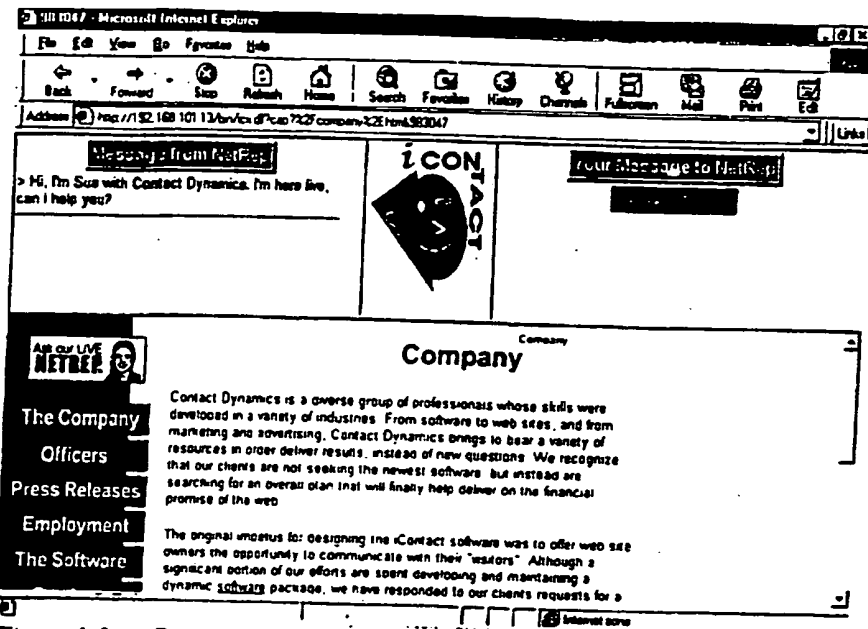 1047 - Microsoft Internet Explorer
File Edit View Go Favorites Help
Back Forward Stop Refresh Home Search Favorites History Channels Fullscreen Mail Print Edit
Address Links
Message from NetRep
> Hi, I'm Sue with Contact Dynamics. I'm here live,
can I help you?
iCONTACT
Your Message to NetRep
Ask our LIVE
NETREP.
The Company
Officers
Press Releases
Employment
The Software
Company
Company
Contact Dynamics is a diverse group of professionals whose skills were
developed in a variety of industries. From software to web sites, and from
marketing and advertising, Contact Dynamics brings to bear a variety of
resources in order deliver results, instead of new questions. We recognize
that our clients are not seeking the newest software, but instead are
searching for an overall plan that will finally help deliver on the financial
promise of the web
The original impetus for designing the iContact software was to offer web site
owners the opportunity to communicate with their "visitors". Although a
significant portion of our efforts are spent developing and maintaining a
dynamic software package, we have responded to our clients requests for a
Internet zone